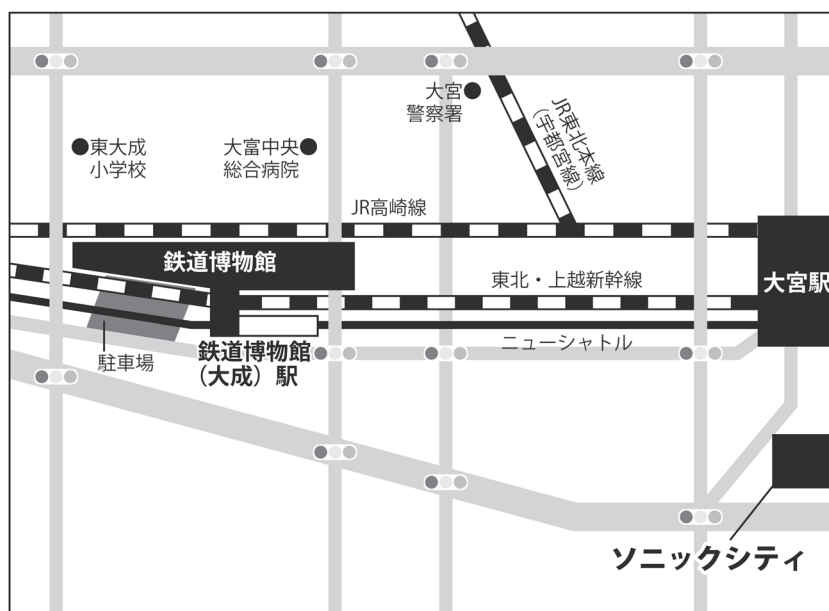 大宮
警察署
JR東北本線
(宇都宮線)
東大成
小学校
大富中央
総合病院
JR高崎線
鉄道博物館
東北・上越新幹線
大宮駅
ニューシャトル
駐車場
鉄道博物館
(大成)駅
ソニックシティ